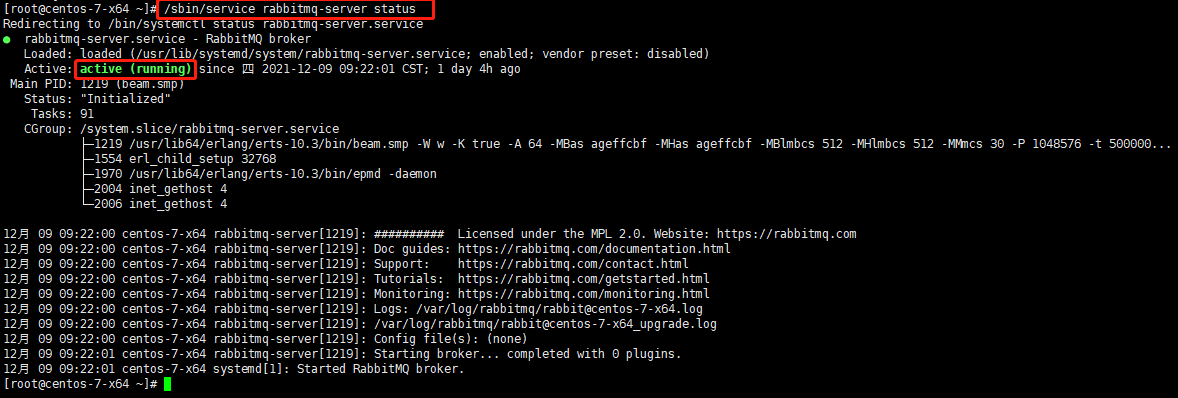 [root@centos-7-x64 ~]# /sbin/service rabbitmq-server status
Redirecting to /bin/systemctl status rabbitmq-server.service
● rabbitmq-server.service - RabbitMQ broker
   Loaded: loaded (/usr/lib/systemd/system/rabbitmq-server.service; enabled; vendor preset: disabled)
   Active: active (running) since 四 2021-12-09 09:22:01 CST; 1 day 4h ago
 Main PID: 1219 (beam.smp)
   Status: "Initialized"
    Tasks: 91
   CGroup: /system.slice/rabbitmq-server.service
           ├─1219 /usr/lib64/erlang/erts-10.3/bin/beam.smp -W w -K true -A 64 -MBas ageffcbf -MHas ageffcbf -MBlmbcs 512 -MHlmbcs 512 -MMmcs 30 -P 1048576 -t 500000...
           ├─1554 erl_child_setup 32768
           ├─1970 /usr/lib64/erlang/erts-10.3/bin/epmd -daemon
           ├─2004 inet_gethost 4
           └─2006 inet_gethost 4
12月 09 09:22:00 centos-7-x64 rabbitmq-server[1219]: ##########  Licensed under the MPL 2.0. Website: https://rabbitmq.com
12月 09 09:22:00 centos-7-x64 rabbitmq-server[1219]: Doc guides: https://rabbitmq.com/documentation.html
12月 09 09:22:00 centos-7-x64 rabbitmq-server[1219]: Support:    https://rabbitmq.com/contact.html
12月 09 09:22:00 centos-7-x64 rabbitmq-server[1219]: Tutorials:  https://rabbitmq.com/getstarted.html
12月 09 09:22:00 centos-7-x64 rabbitmq-server[1219]: Monitoring: https://rabbitmq.com/monitoring.html
12月 09 09:22:00 centos-7-x64 rabbitmq-server[1219]: Logs: /var/log/rabbitmq/rabbit@centos-7-x64.log
12月 09 09:22:00 centos-7-x64 rabbitmq-server[1219]: /var/log/rabbitmq/rabbit@centos-7-x64_upgrade.log
12月 09 09:22:00 centos-7-x64 rabbitmq-server[1219]: Config file(s): (none)
12月 09 09:22:01 centos-7-x64 rabbitmq-server[1219]: Starting broker... completed with 0 plugins.
12月 09 09:22:01 centos-7-x64 systemd[1]: Started RabbitMQ broker.
[root@centos-7-x64 ~]#